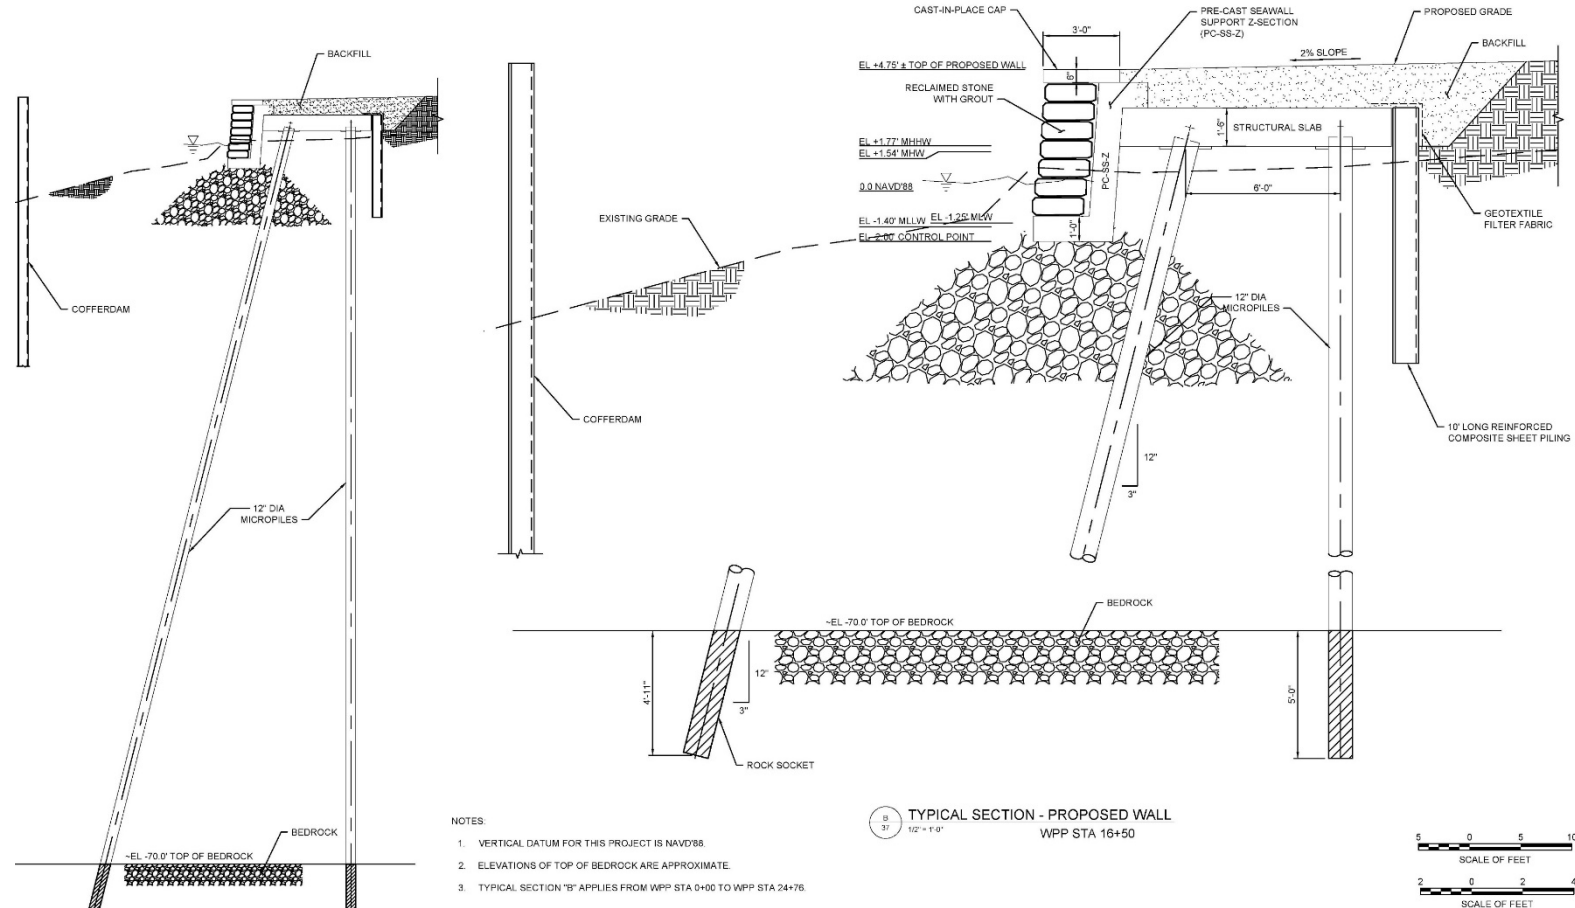 BACKFILL
COFFERDAM
12" DIA
MICROPILES
BEDROCK
~EL -70.0' TOP OF BEDROCK
CAST-IN-PLACE CAP
3'-0"
PRE-CAST SEAWALL
SUPPORT Z-SECTION
(PC-SS-Z)
PROPOSED GRADE
BACKFILL
2% SLOPE
EL +4.75' ± TOP OF PROPOSED WALL
RECLAIMED STONE
WITH GROUT
1'-6"
STRUCTURAL SLAB
EL +1.77' MHHW
EL +1.54' MHW
PC-SS-Z
0.0 NAVD'88
6'-0"
EXISTING GRADE
EL -1.40' MLLW
EL -1.25' MLW
1'-0"
EL -2.00' CONTROL POINT
GEOTEXTILE
FILTER FABRIC
12" DIA
MICROPILES
COFFERDAM
12"
3"
10' LONG REINFORCED
COMPOSITE SHEET PILING
BEDROCK
~EL -70.0' TOP OF BEDROCK
4'-11"
12"
3"
5'-0"
ROCK SOCKET
NOTES:
1. VERTICAL DATUM FOR THIS PROJECT IS NAVD'88.
2. ELEVATIONS OF TOP OF BEDROCK ARE APPROXIMATE.
3. TYPICAL SECTION "B" APPLIES FROM WPP STA 0+00 TO WPP STA 24+76.
B
37
TYPICAL SECTION - PROPOSED WALL
1/2" = 1'-0"
WPP STA 16+50
5 0 5 10
SCALE OF FEET
2 0 2 4
SCALE OF FEET